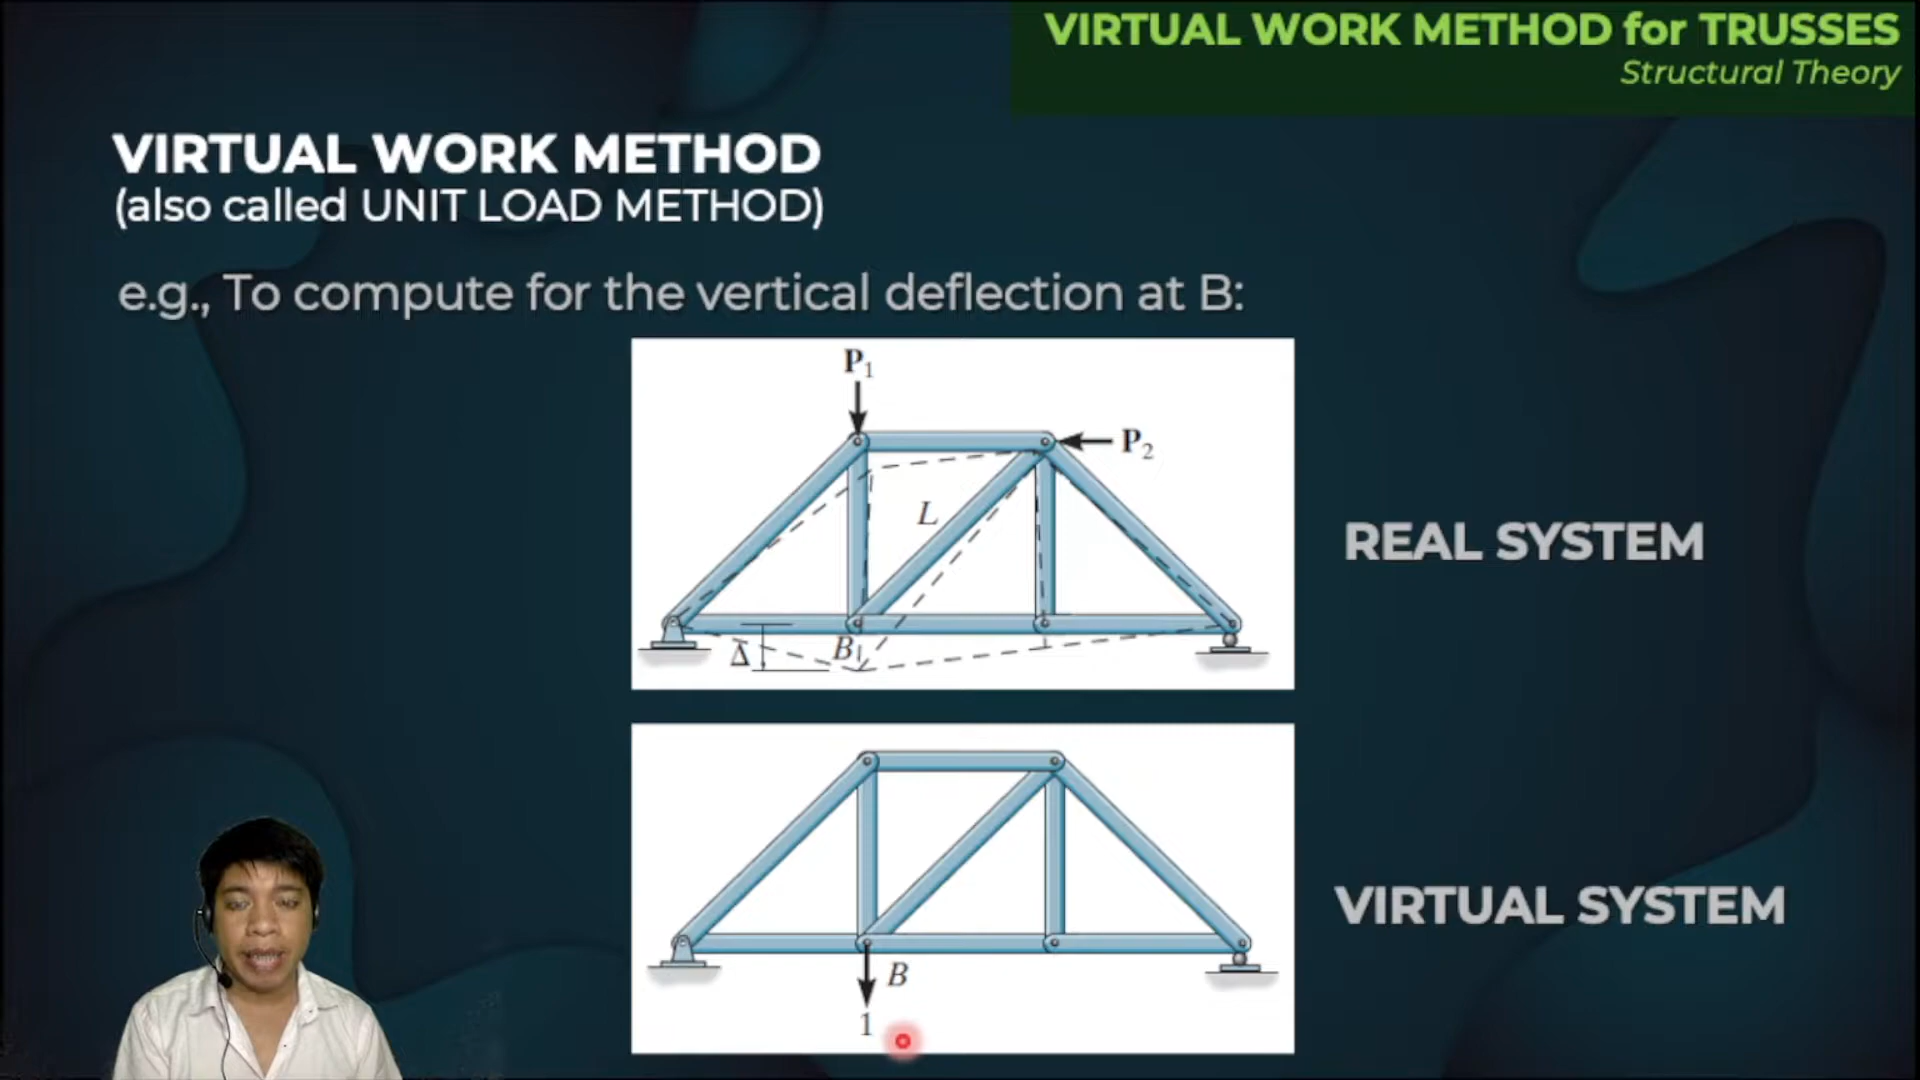 VIRTUAL WORK METHOD for TRUSSES
Structural Theory
VIRTUAL WORK METHOD
(also called UNIT LOAD METHOD)
e.g., To compute for the vertical deflection at B:
P1
P2
L
Δ
B
REAL SYSTEM
VIRTUAL SYSTEM
B
1